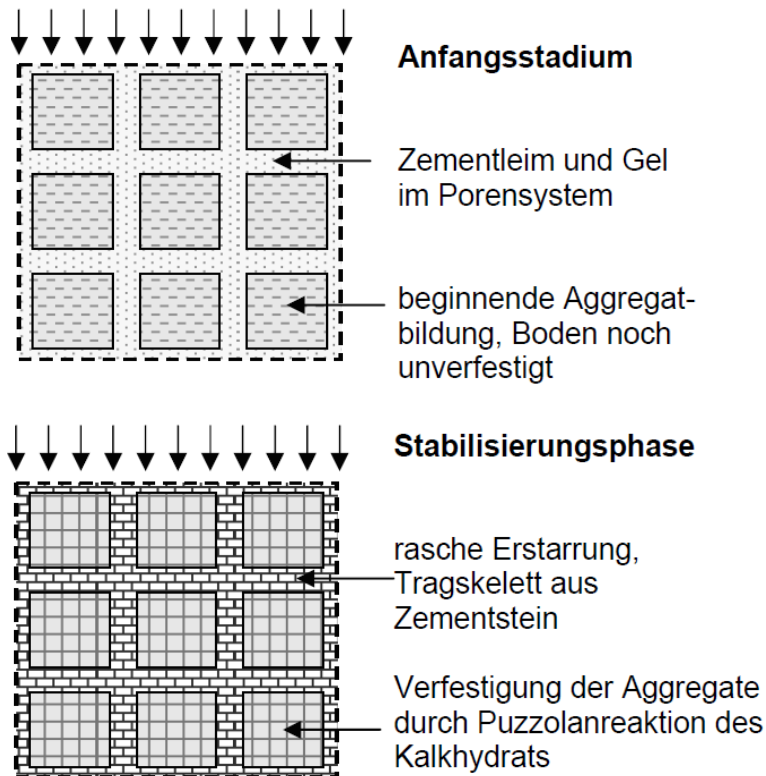 Anfangsstadium
Zementleim und Gel
im Porensystem
beginnende Aggregat-
bildung, Boden noch
unverfestigt
Stabilisierungsphase
rasche Erstarrung,
Tragskelett aus
Zementstein
Verfestigung der Aggregate
durch Puzzolanreaktion des
Kalkhydrats